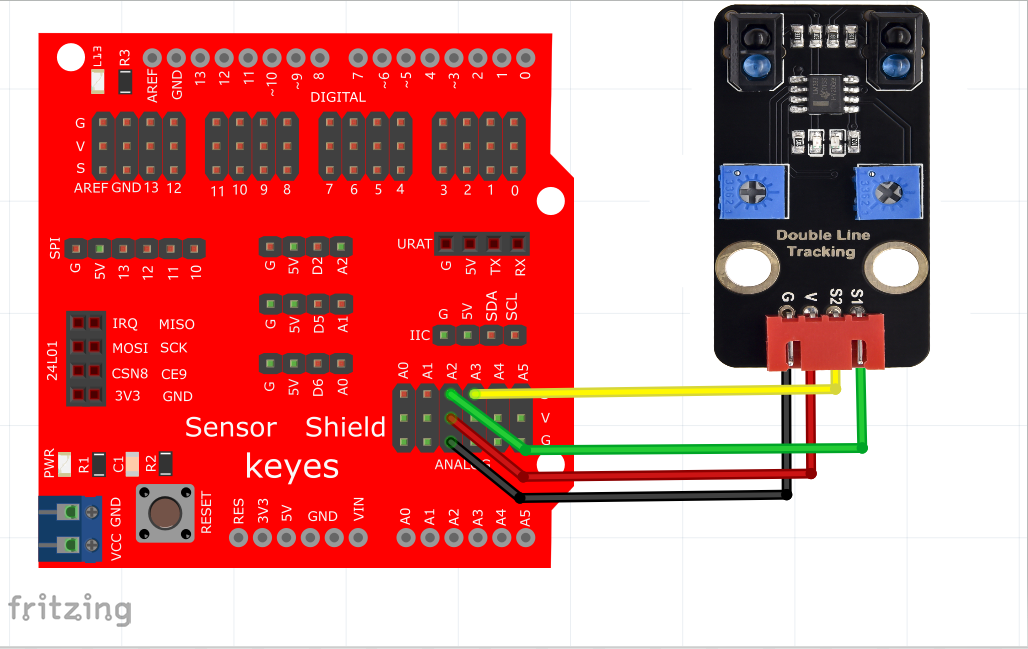 L13
R3
AREF
GND
13
12
11
~10
~9
8
7
~6
~5
4
~3
2
1
0
DIGITAL
G
V
S
AREF GND 13 12
11 10 9 8
7 6 5 4
3 2 1 0
SPI
G
5V
13
12
11
10
G
5V
D2
A2
URAT
G
5V
TX
RX
G
5V
D5
A1
G
5V
SDA
SCL
IIC
24L01
IRQ MISO
MOSI SCK
CSN8 CE9
3V3 GND
G
5V
D6
A0
A0
A1
A2
A3
A4
A5
V
G
Sensor Shield
keyes
ANALOG
PWR
R1
C1
R2
GND
VCC
RESET
RES
3V3
5V
GND
VIN
A0
A1
A2
A3
A4
A5
Double Line
Tracking
G
V
S2
S1
fritzing